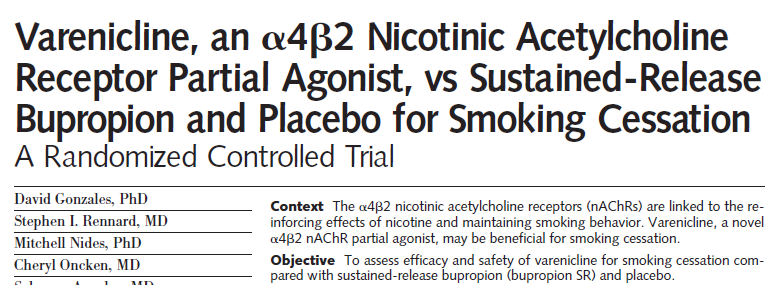 Varenicline, an α4β2 Nicotinic Acetylcholine
Receptor Partial Agonist, vs Sustained-Release
Bupropion and Placebo for Smoking Cessation
A Randomized Controlled Trial
David Gonzales, PhD
Stephen I. Rennard, MD
Mitchell Nides, PhD
Cheryl Oncken, MD
Context The α4β2 nicotinic acetylcholine receptors (nAChRs) are linked to the re-
inforcing effects of nicotine and maintaining smoking behavior. Varenicline, a novel
α4β2 nAChR partial agonist, may be beneficial for smoking cessation.
Objective To assess efficacy and safety of varenicline for smoking cessation com-
pared with sustained-release bupropion (bupropion SR) and placebo.